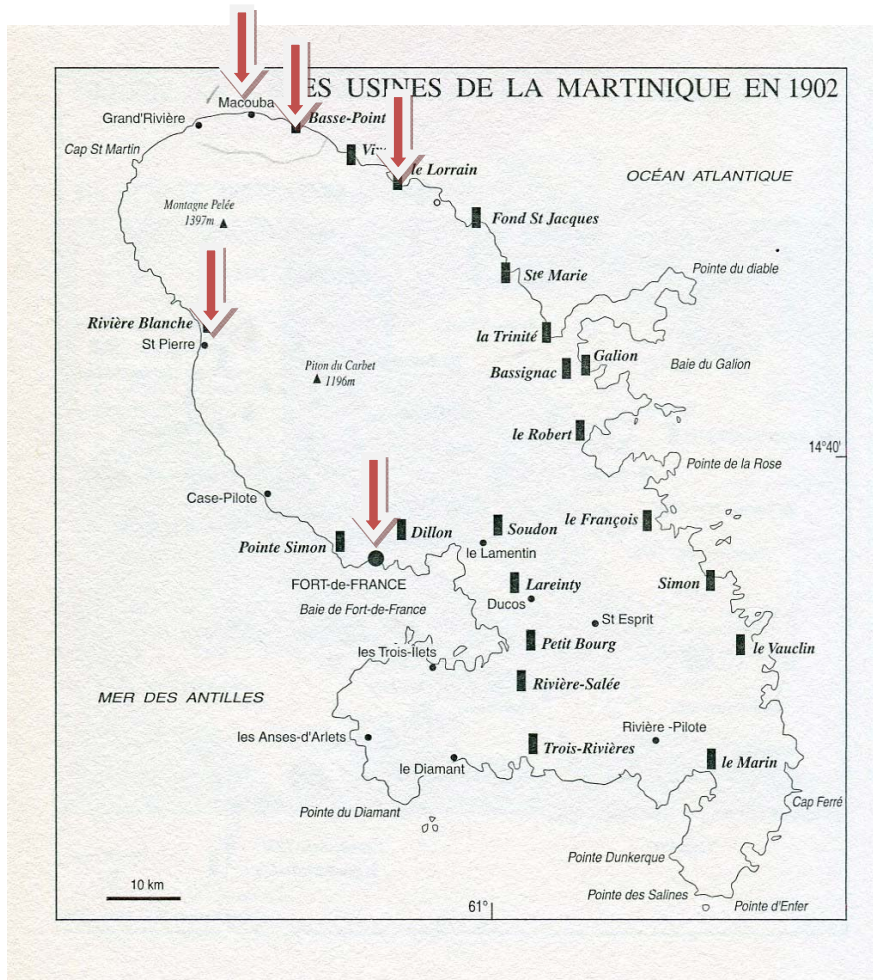 ES USINES DE LA MARTINIQUE EN 1902
Macouba
Grand'Rivière
Basse-Point
Cap St Martin
le Lorrain
OCÉAN ATLANTIQUE
Montagne Pelée
1397m
Fond St Jacques
Ste Marie
Pointe du diable
Rivière Blanche
St Pierre
la Trinité
Galion
Bassignac
Baie du Galion
Piton du Carbet
1196m
le Robert
14°40'
Pointe de la Rose
Case-Pilote
Pointe Simon
Dillon
Soudon
le François
le Lamentin
FORT-de-FRANCE
Lareinty
Simon
Baie de Fort-de-France
Ducos
St Esprit
Petit Bourg
le Vauclin
les Trois-Ilets
Rivière-Salée
MER DES ANTILLES
Rivière -Pilote
les Anses-d'Arlets
Trois-Rivières
le Diamant
le Marin
Pointe du Diamant
Cap Ferré
Pointe Dunkerque
10 km
Pointe des Salines
61°
Pointe d'Enfer